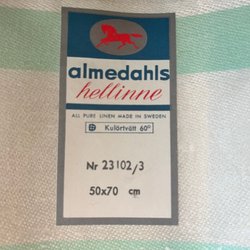 almedahls
hellinne
ALL PURE LINEN MADE IN SWEDEN
Kulörtvätt 60°
Nr 23102/3
50x70 cm